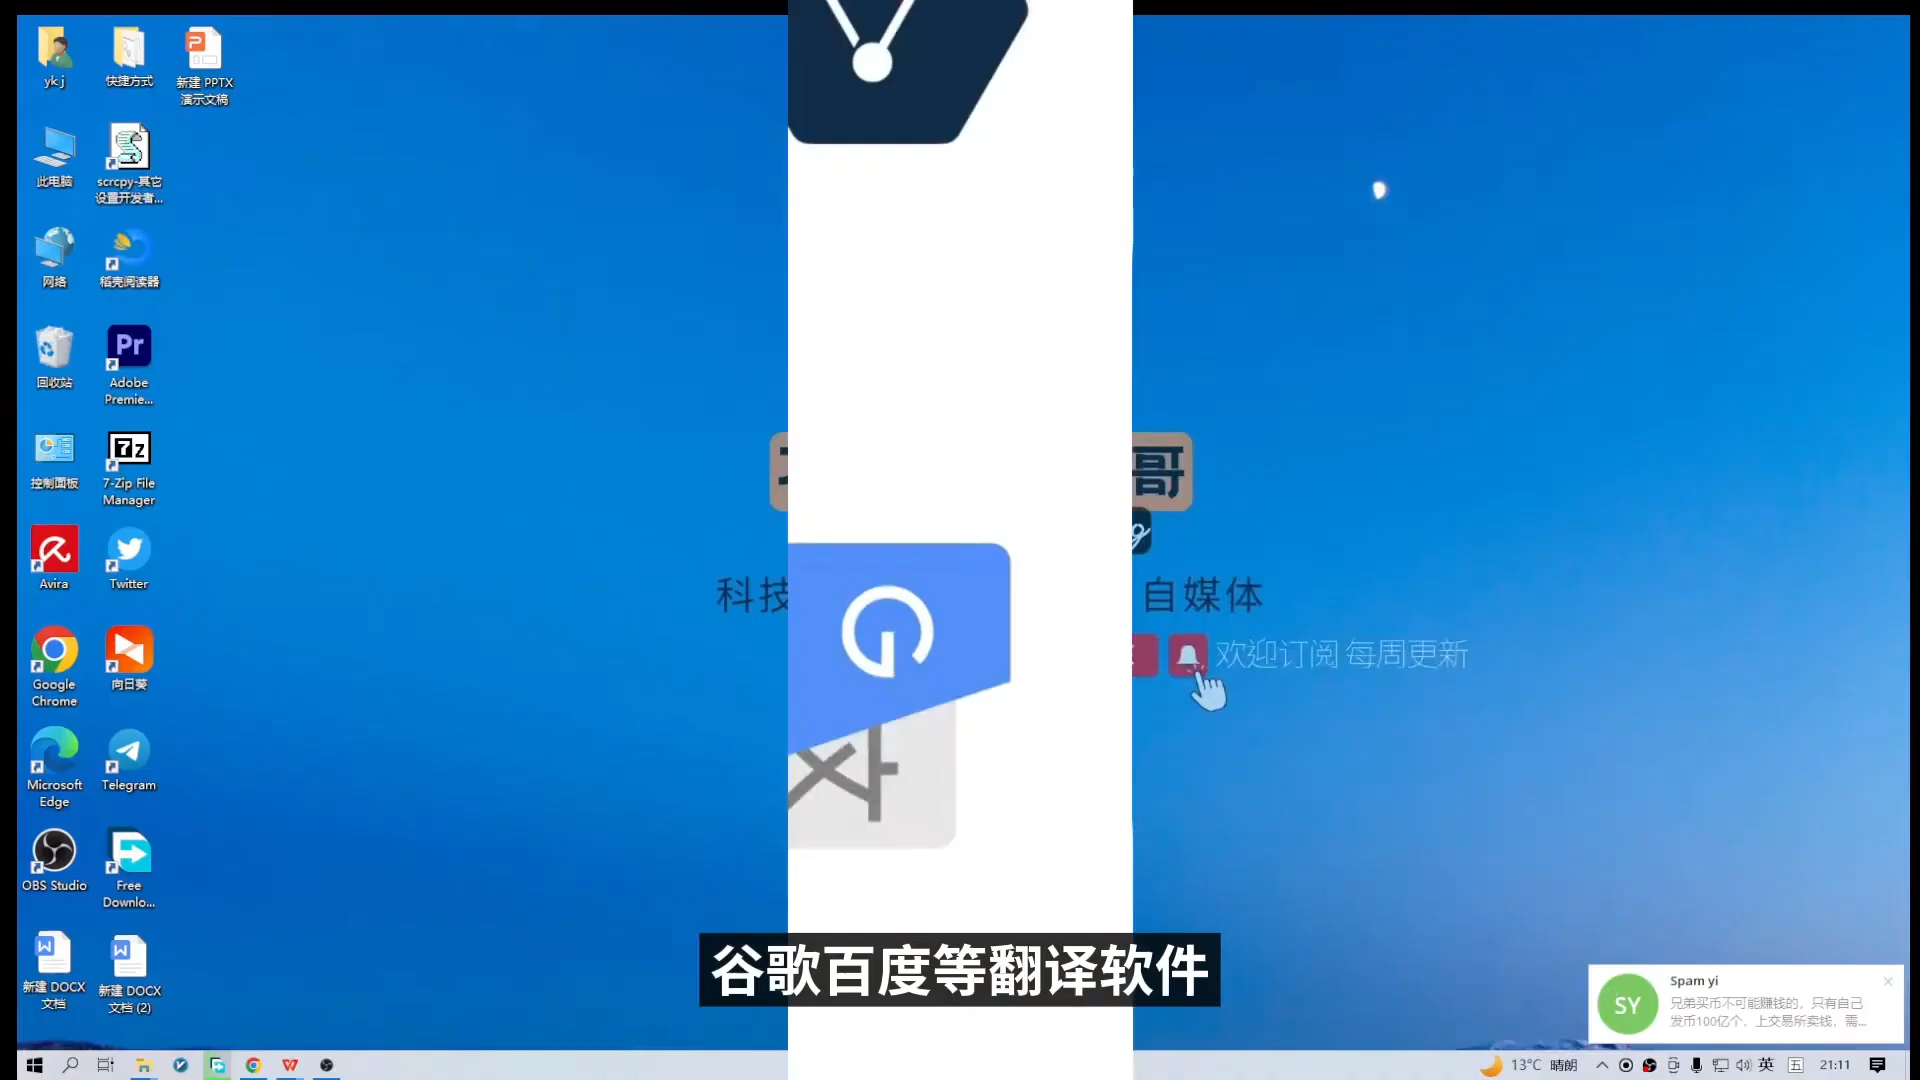 yk j
快捷方式
新建 PPTX
演示文稿
此电脑
scrcpy-其它
设置开发者...
网络
稻壳阅读器
回收站
Pr
Adobe
Premie...
控制面板
7z
7-Zip File
Manager
Avira
Twitter
Google
Chrome
向日葵
Microsoft
Edge
Telegram
OBS Studio
Free
Downlo...
新建 DOCX
文档
新建 DOCX
文档 (2)
哥
科技
自媒体
欢迎订阅 每周更新
G
文
谷歌百度等翻译软件
SY
Spam yi
兄弟买币不可能赚钱的，只有自己
发币100亿个，上交易所卖钱，需...
13°C 晴朗
英
五
21:11